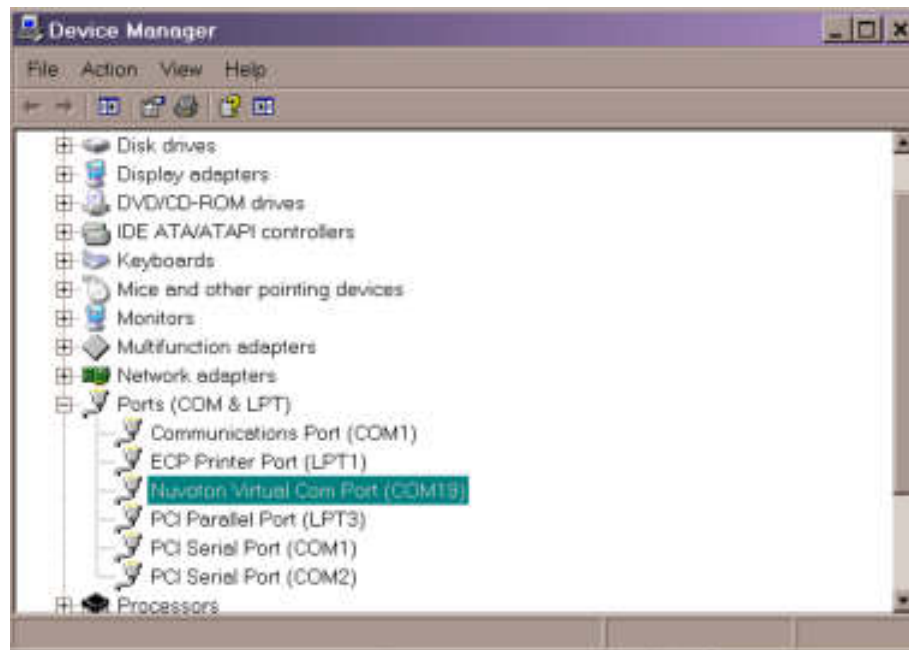 Device Manager
File Action View Help
Disk drives
Display adapters
DVD/CD-ROM drives
IDE ATA/ATAPI controllers
Keyboards
Mice and other pointing devices
Monitors
Multifunction adapters
Network adapters
Ports (COM & LPT)
Communications Port (COM1)
ECP Printer Port (LPT1)
Nuvoton Virtual Com Port (COM19)
PCI Parallel Port (LPT3)
PCI Serial Port (COM1)
PCI Serial Port (COM2)
Processors